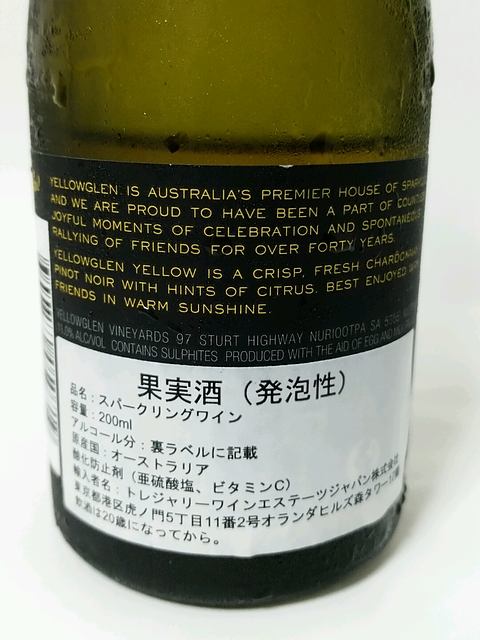 YELLOWGLEN IS AUSTRALIA'S PREMIER HOUSE OF
AND WE ARE PROUD TO HAVE BEEN A PART OF
JOYFUL MOMENTS OF CELEBRATION AND SPONTANEOUS
RALLYING OF FRIENDS FOR OVER FORTY YEARS.
YELLOWGLEN YELLOW IS A CRISP, FRESH CHARDONNAY
PINOT NOIR WITH HINTS OF CITRUS. BEST ENJOYED
FRIENDS IN WARM SUNSHINE.
YELLOWGLEN VINEYARDS 97 STURT HIGHWAY NURIOOTPA SA
11.0% ALC/VOL CONTAINS SULPHITES PRODUCED WITH THE AID OF EGG AND
果実酒（発泡性）
品名：スパークリングワイン
容量：200ml
アルコール分：裏ラベルに記載
原産国：オーストラリア
酸化防止剤（亜硫酸塩、ビタミンC）
輸入者名：トレジャリーワインエステーツジャパン株式会社
東京都港区虎ノ門5丁目11番2号オランダヒルズ森タワー
飲酒は20歳になってから。